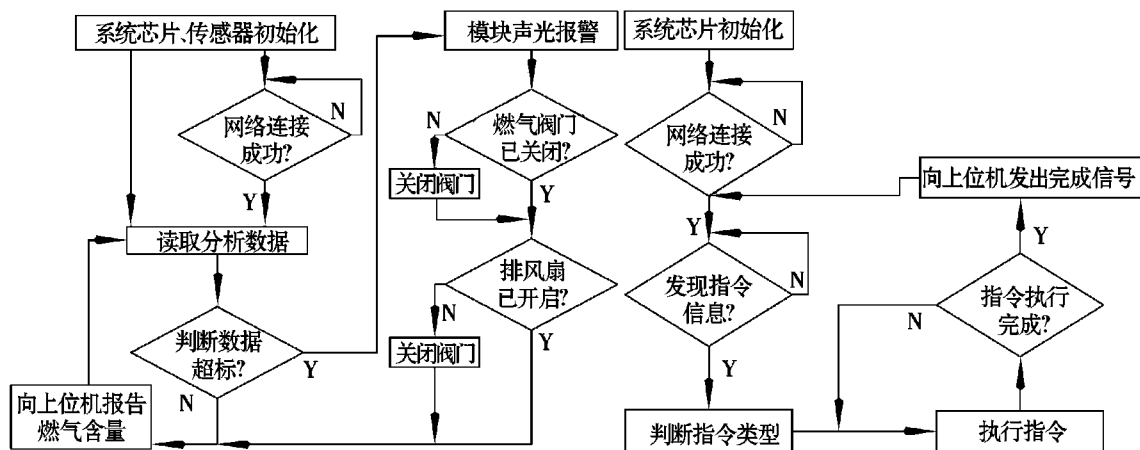 系统芯片、传感器初始化
网络连接
成功?
N
Y
读取分析数据
判断数据
超标?
Y
N
向上位机报告
燃气含量
模块声光报警
燃气阀门
已关闭?
N
关闭阀门
Y
排风扇
已开启?
N
关闭阀门
Y
系统芯片初始化
网络连接
成功?
N
Y
发现指令
信息?
N
Y
判断指令类型
执行指令
指令执行
完成?
N
Y
向上位机发出完成信号